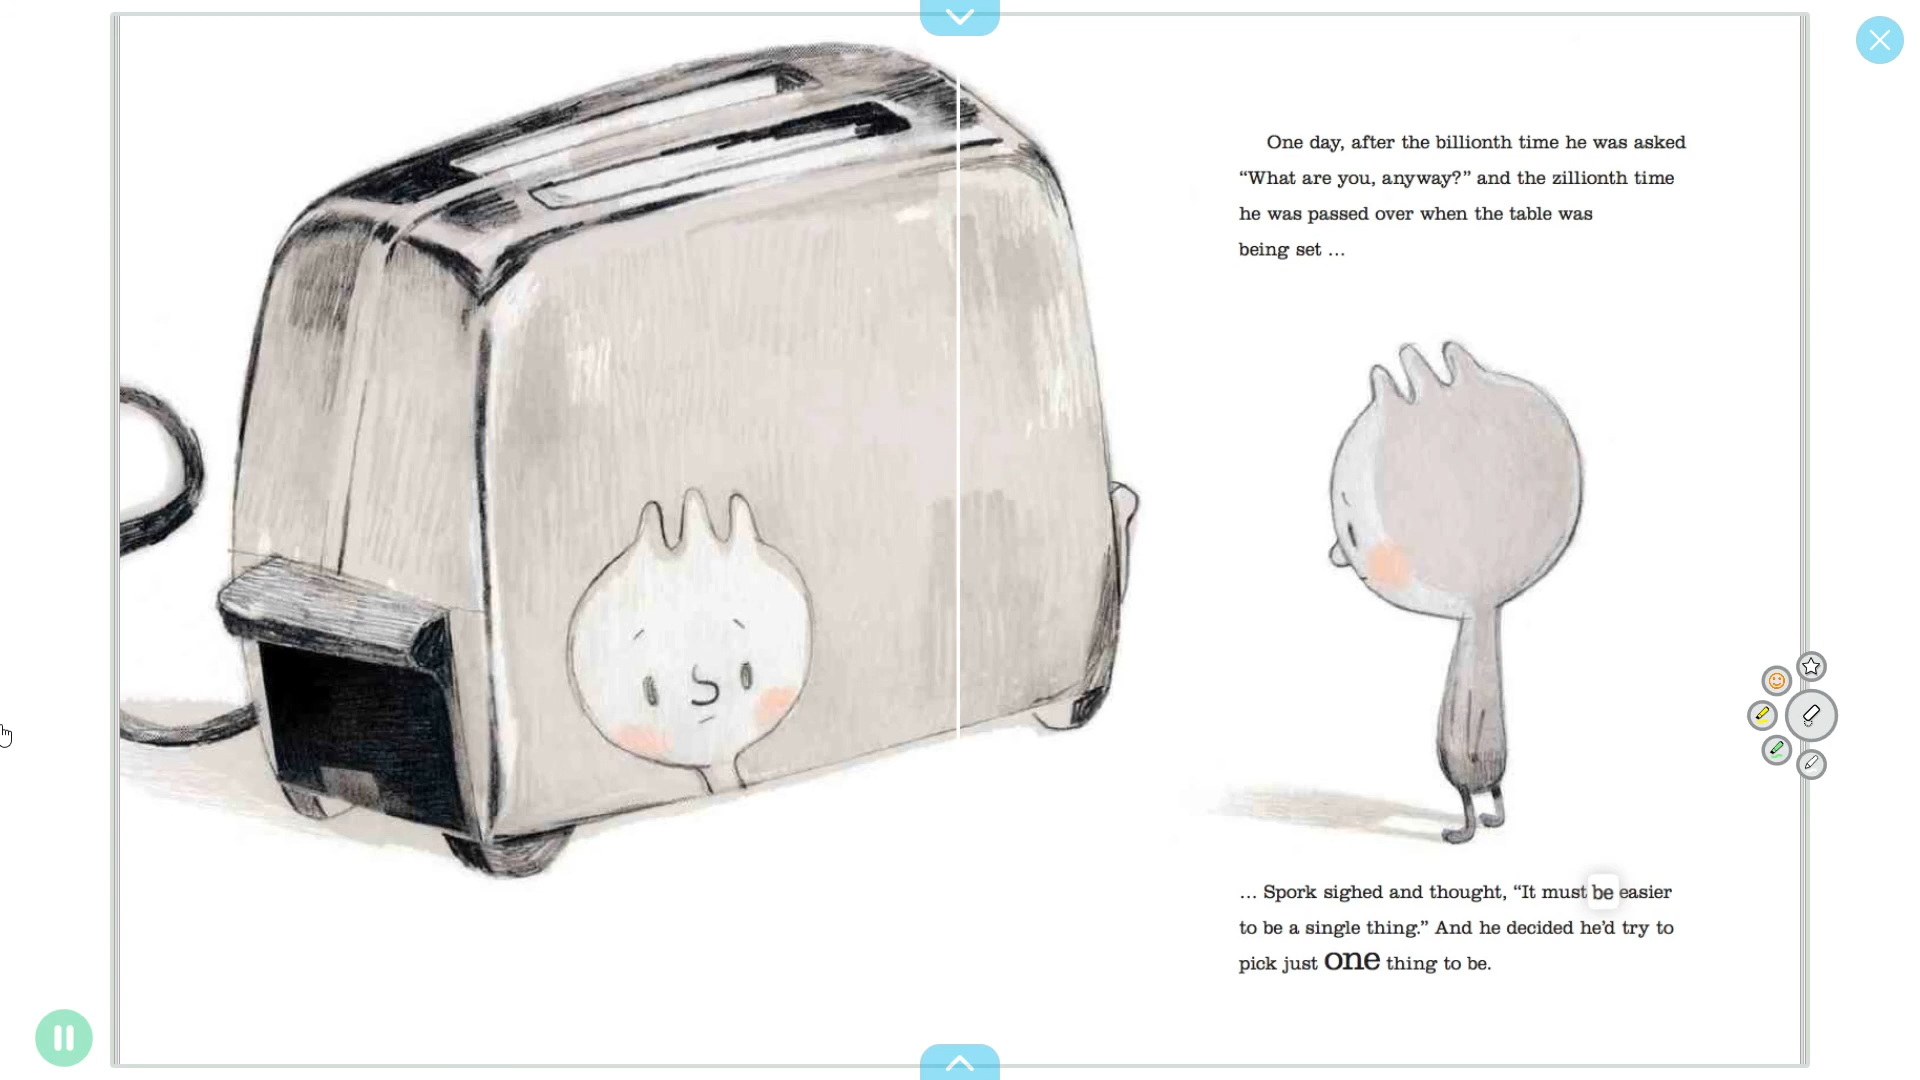 One day, after the billionth time he was asked
“What are you, anyway?” and the zillionth time
he was passed over when the table was
being set …
… Spork sighed and thought, “It must be easier
to be a single thing.” And he decided he’d try to
pick just one thing to be.